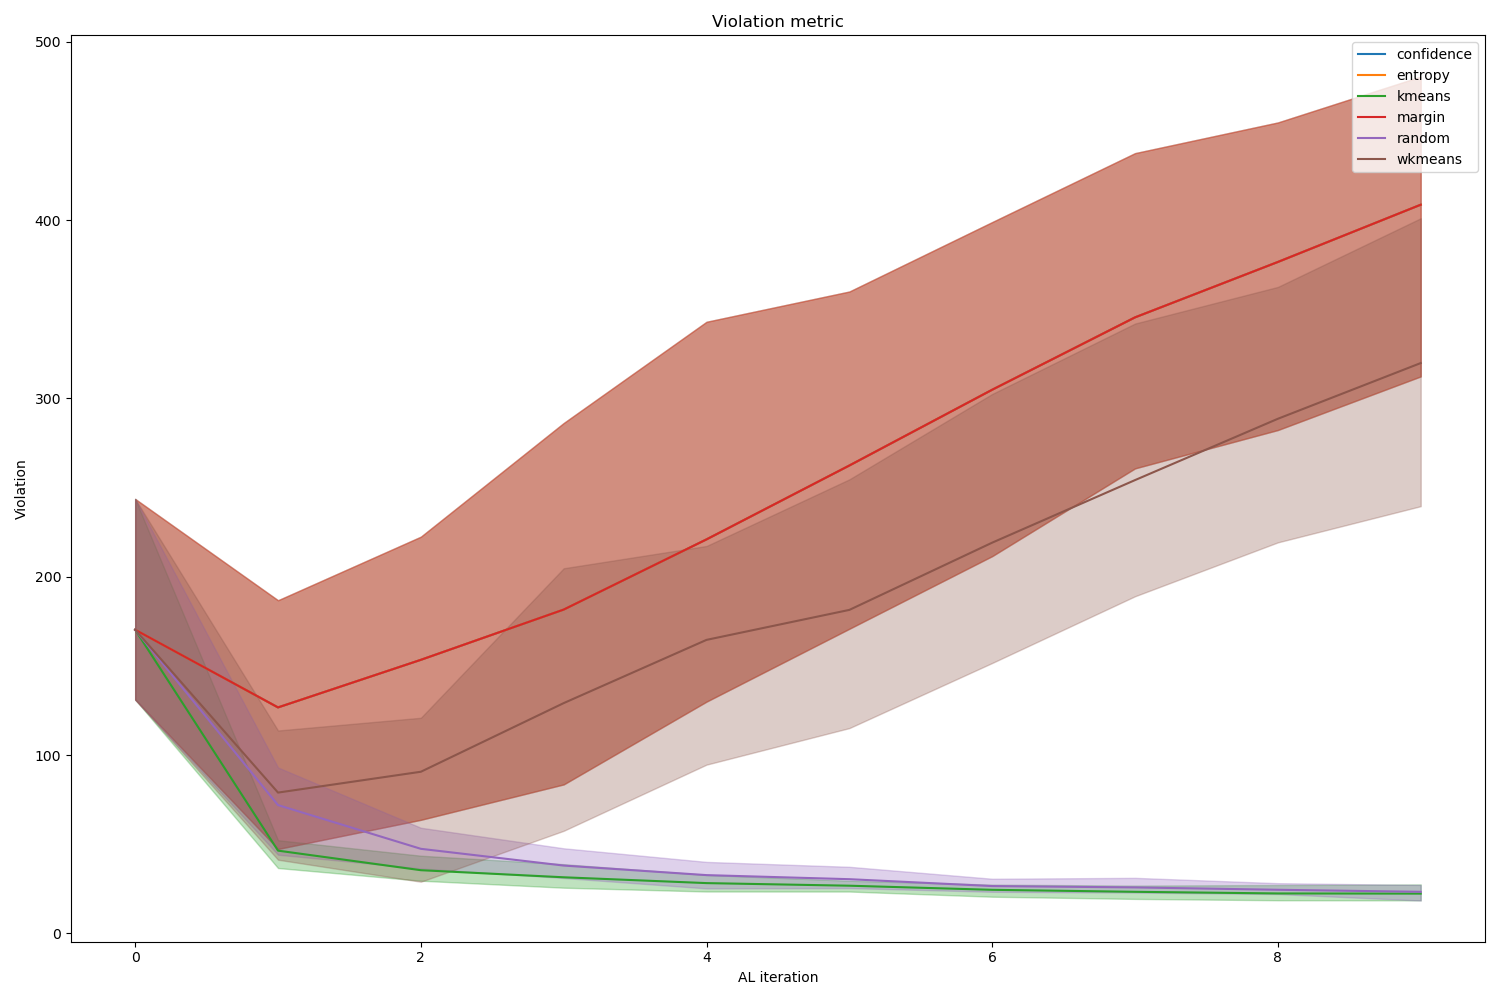 Violation metric
500
400
300
200
100
0
Violation
0
2
4
6
8
AL iteration
confidence
entropy
kmeans
margin
random
wkmeans